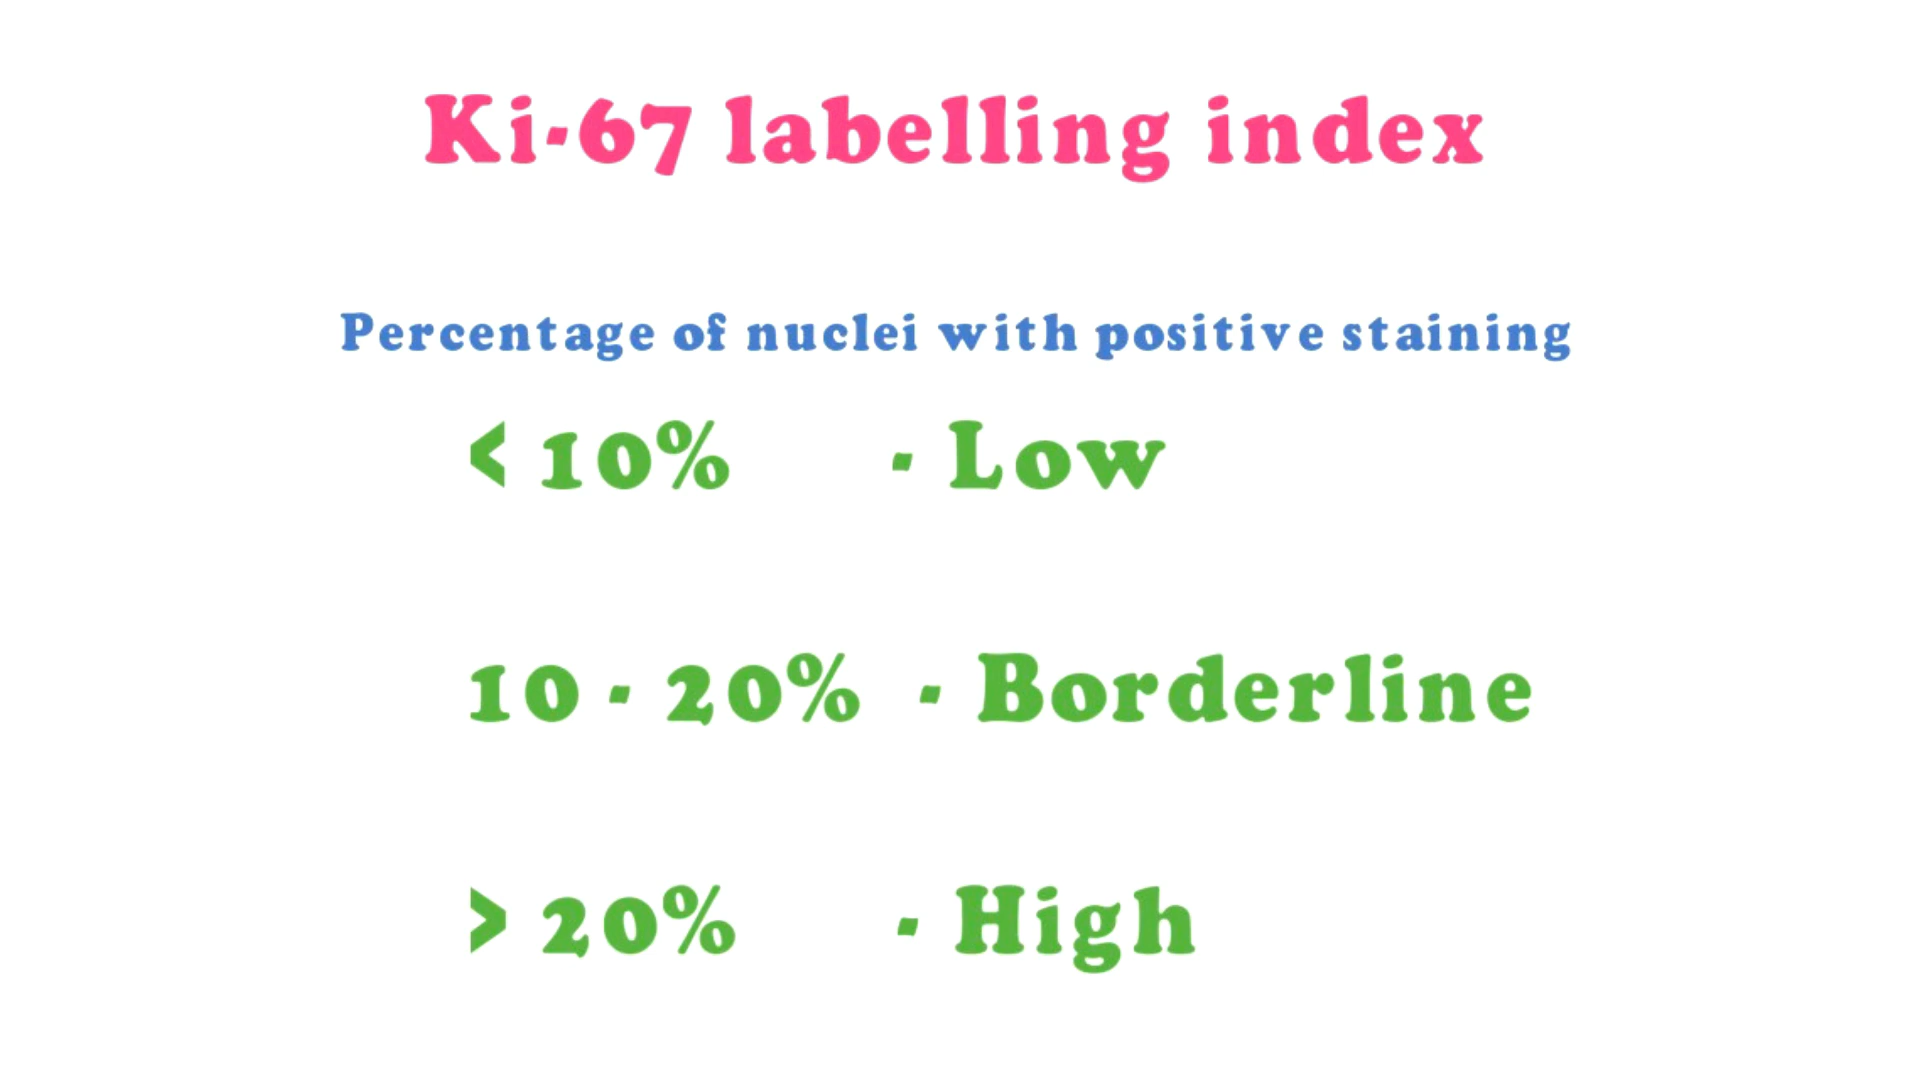 Ki-67 labelling index
Percentage of nuclei with positive staining
< 10% - Low
10 - 20% - Borderline
> 20% - High